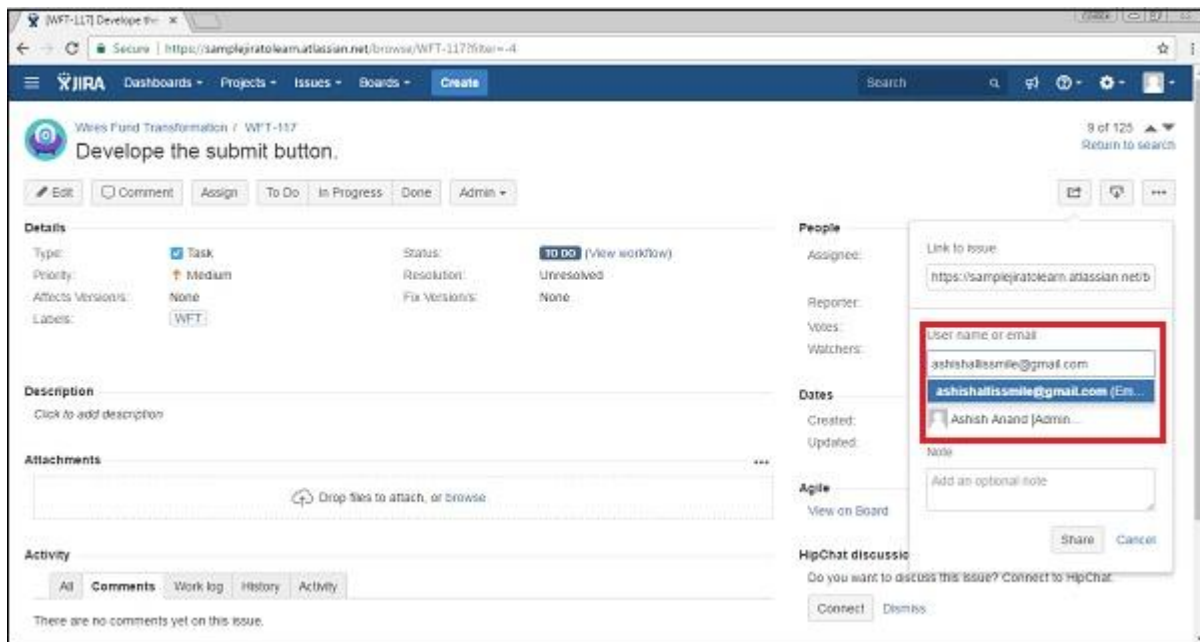 [WFT-117] Develope the
Secure | https://samplejiratolearn.atlassian.net/browse/WFT-117?filter=-4
JIRA Dashboards Projects Issues Boards Create Search
Wires Fund Transformation / WFT-117
9 of 125
Develope the submit button.
Return to search
Edit Comment Assign To Do In Progress Done Admin
Details
People
Type: Task Status: TO DO (View workflow)
Assignee:
Priority: Medium Resolution: Unresolved
Affects Version/s: None Fix Version/s: None
Reporter:
Labels: WFT
Votes:
Watchers:
Link to issue
https://samplejiratolearn.atlassian.net/b
User name or email
ashishallissmile@gmail.com
ashishallissmile@gmail.com (Em...
Ashish Anand [Admin...
Note
Add an optional note
Share Cancel
Description
Click to add description
Dates
Created:
Updated:
Attachments
Drop files to attach, or browse
Agile
View on Board
Activity
HipChat discussio
All Comments Work log History Activity
Do you want to discuss this issue? Connect to HipChat.
Connect Dismiss
There are no comments yet on this issue.